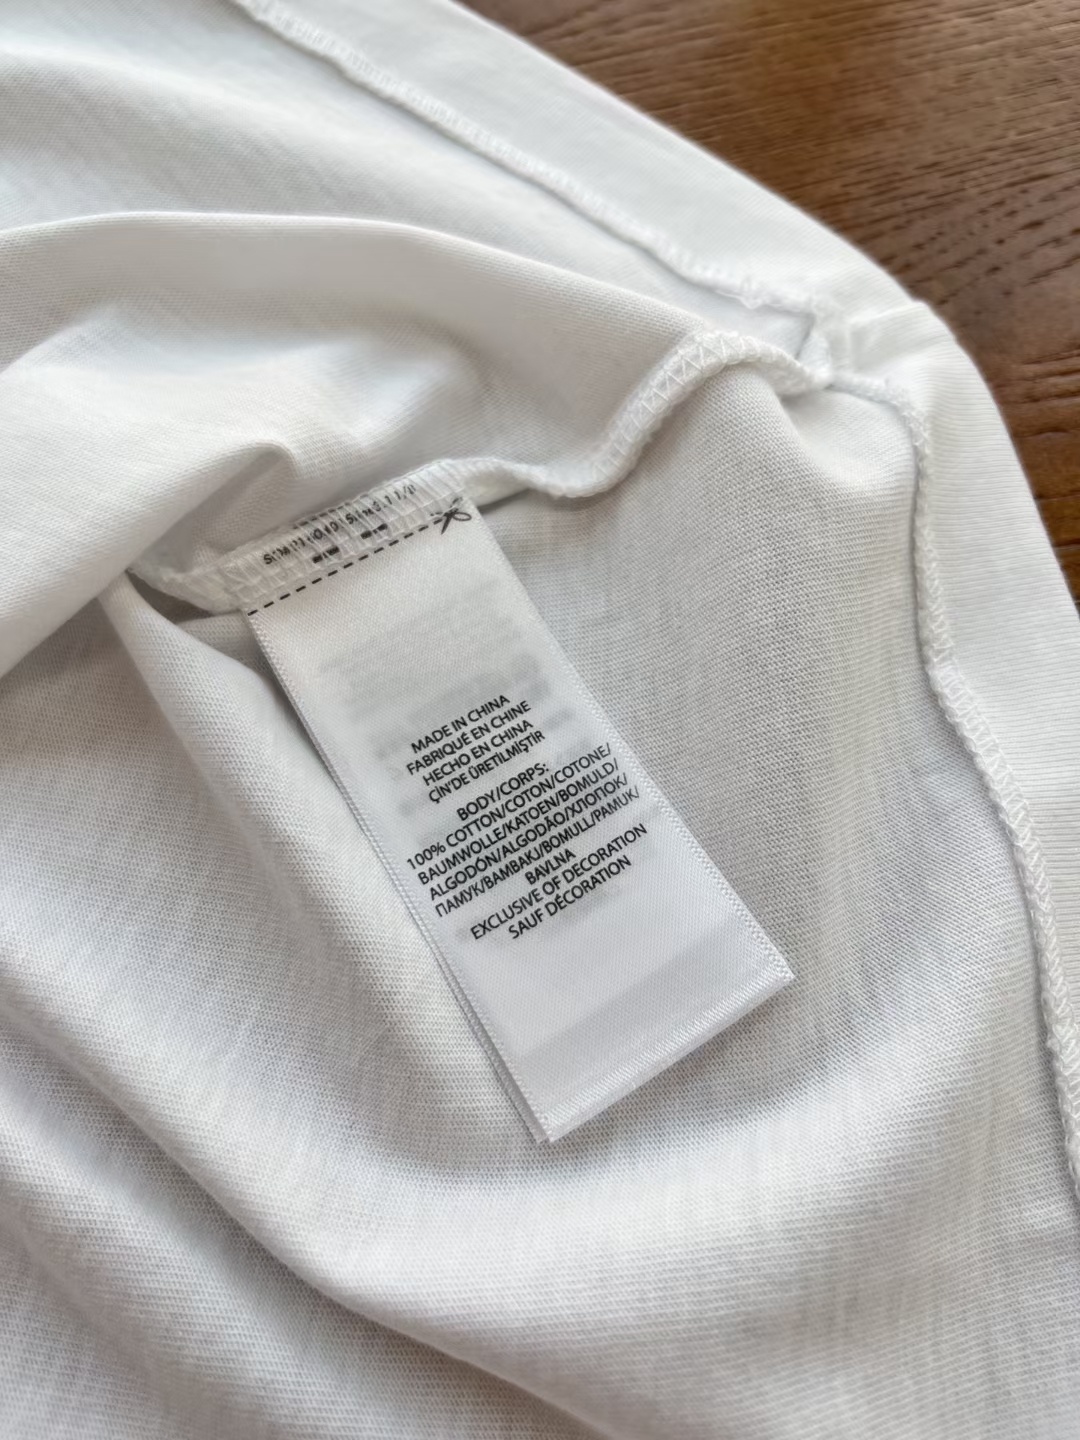 MADE IN CHINA
FABRIQUÉ EN CHINE
HECHO EN CHINA
ÇİN'DE ÜRETİLMİŞTİR
BODY/CORPS:
100% COTTON/COTON/COTONE/
BAUMWOLLE/KATOEN/BOMULD/
ALGODÓN/ALGODÃO/ХЛОПОК/
ПАМУК/BAMBAKJ/BOMULL/PAMUK/
BAVLNA
EXCLUSIVE OF DECORATION
SAUF DÉCORATION